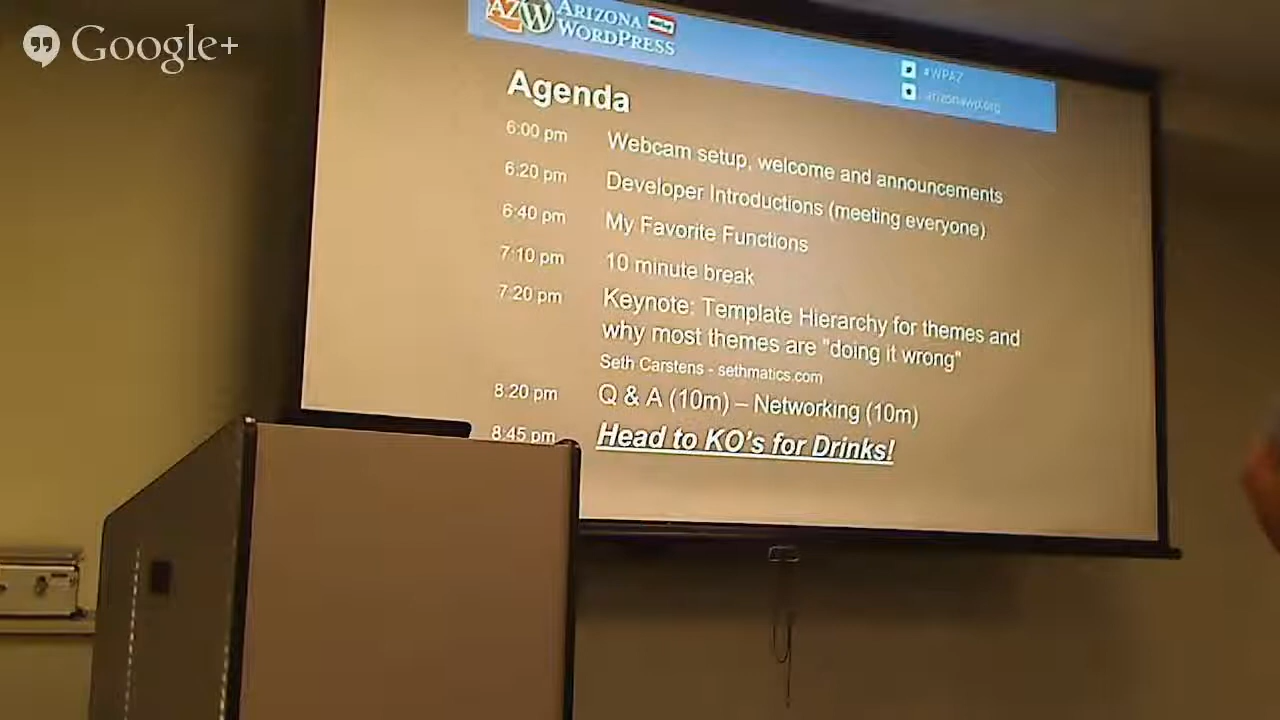 Google+
AZW ARIZONA
WORDPRESS
#WPAZ
arizonawp.org
Agenda
6:00 pm Webcam setup, welcome and announcements
6:20 pm Developer Introductions (meeting everyone)
6:40 pm My Favorite Functions
7:10 pm 10 minute break
7:20 pm Keynote: Template Hierarchy for themes and
why most themes are "doing it wrong"
Seth Carstens - sethmatics.com
8:20 pm Q & A (10m) – Networking (10m)
8:45 pm Head to KO's for Drinks!